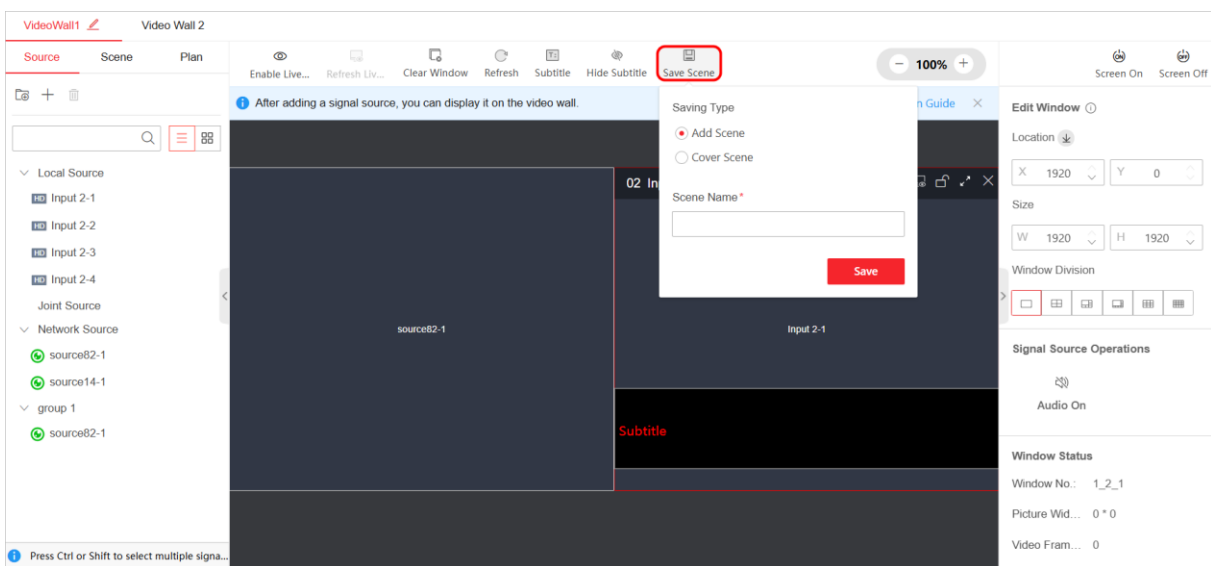 VideoWall1
Video Wall 2
Source
Scene
Plan
Enable Live...
Refresh Liv...
Clear Window
Refresh
Subtitle
Hide Subtitle
Save Scene
100%
Screen On
Screen Off
After adding a signal source, you can display it on the video wall.
n Guide
Saving Type
Add Scene
Cover Scene
Scene Name*
Save
Local Source
HD Input 2-1
HD Input 2-2
HD Input 2-3
HD Input 2-4
Joint Source
Network Source
source82-1
source14-1
group 1
source82-1
Press Ctrl or Shift to select multiple signa...
source82-1
02 In
Input 2-1
Subtitle
Edit Window
Location
X 1920
Y 0
Size
W 1920
H 1920
Window Division
Signal Source Operations
Audio On
Window Status
Window No.: 1_2_1
Picture Wid... 0 * 0
Video Fram... 0